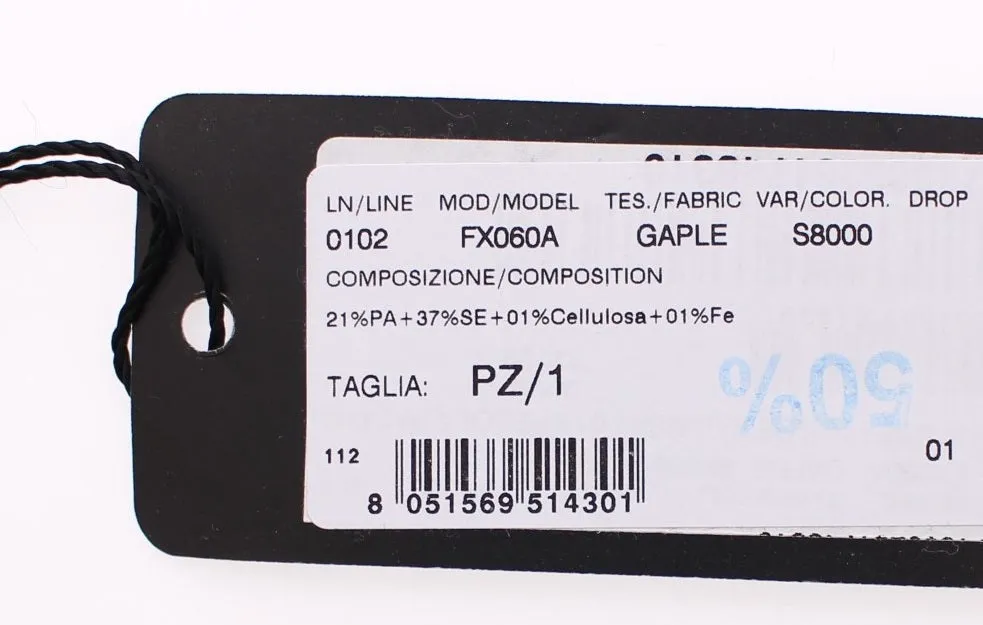 LN/LINE MOD/MODEL TES./FABRIC VAR/COLOR. DROP
0102 FX060A GAPLE S8000
COMPOSIZIONE/COMPOSITION
21%PA+37%SE+01%Cellulosa+01%Fe
TAGLIA: PZ/1
50%
112
01
8 051569 514301